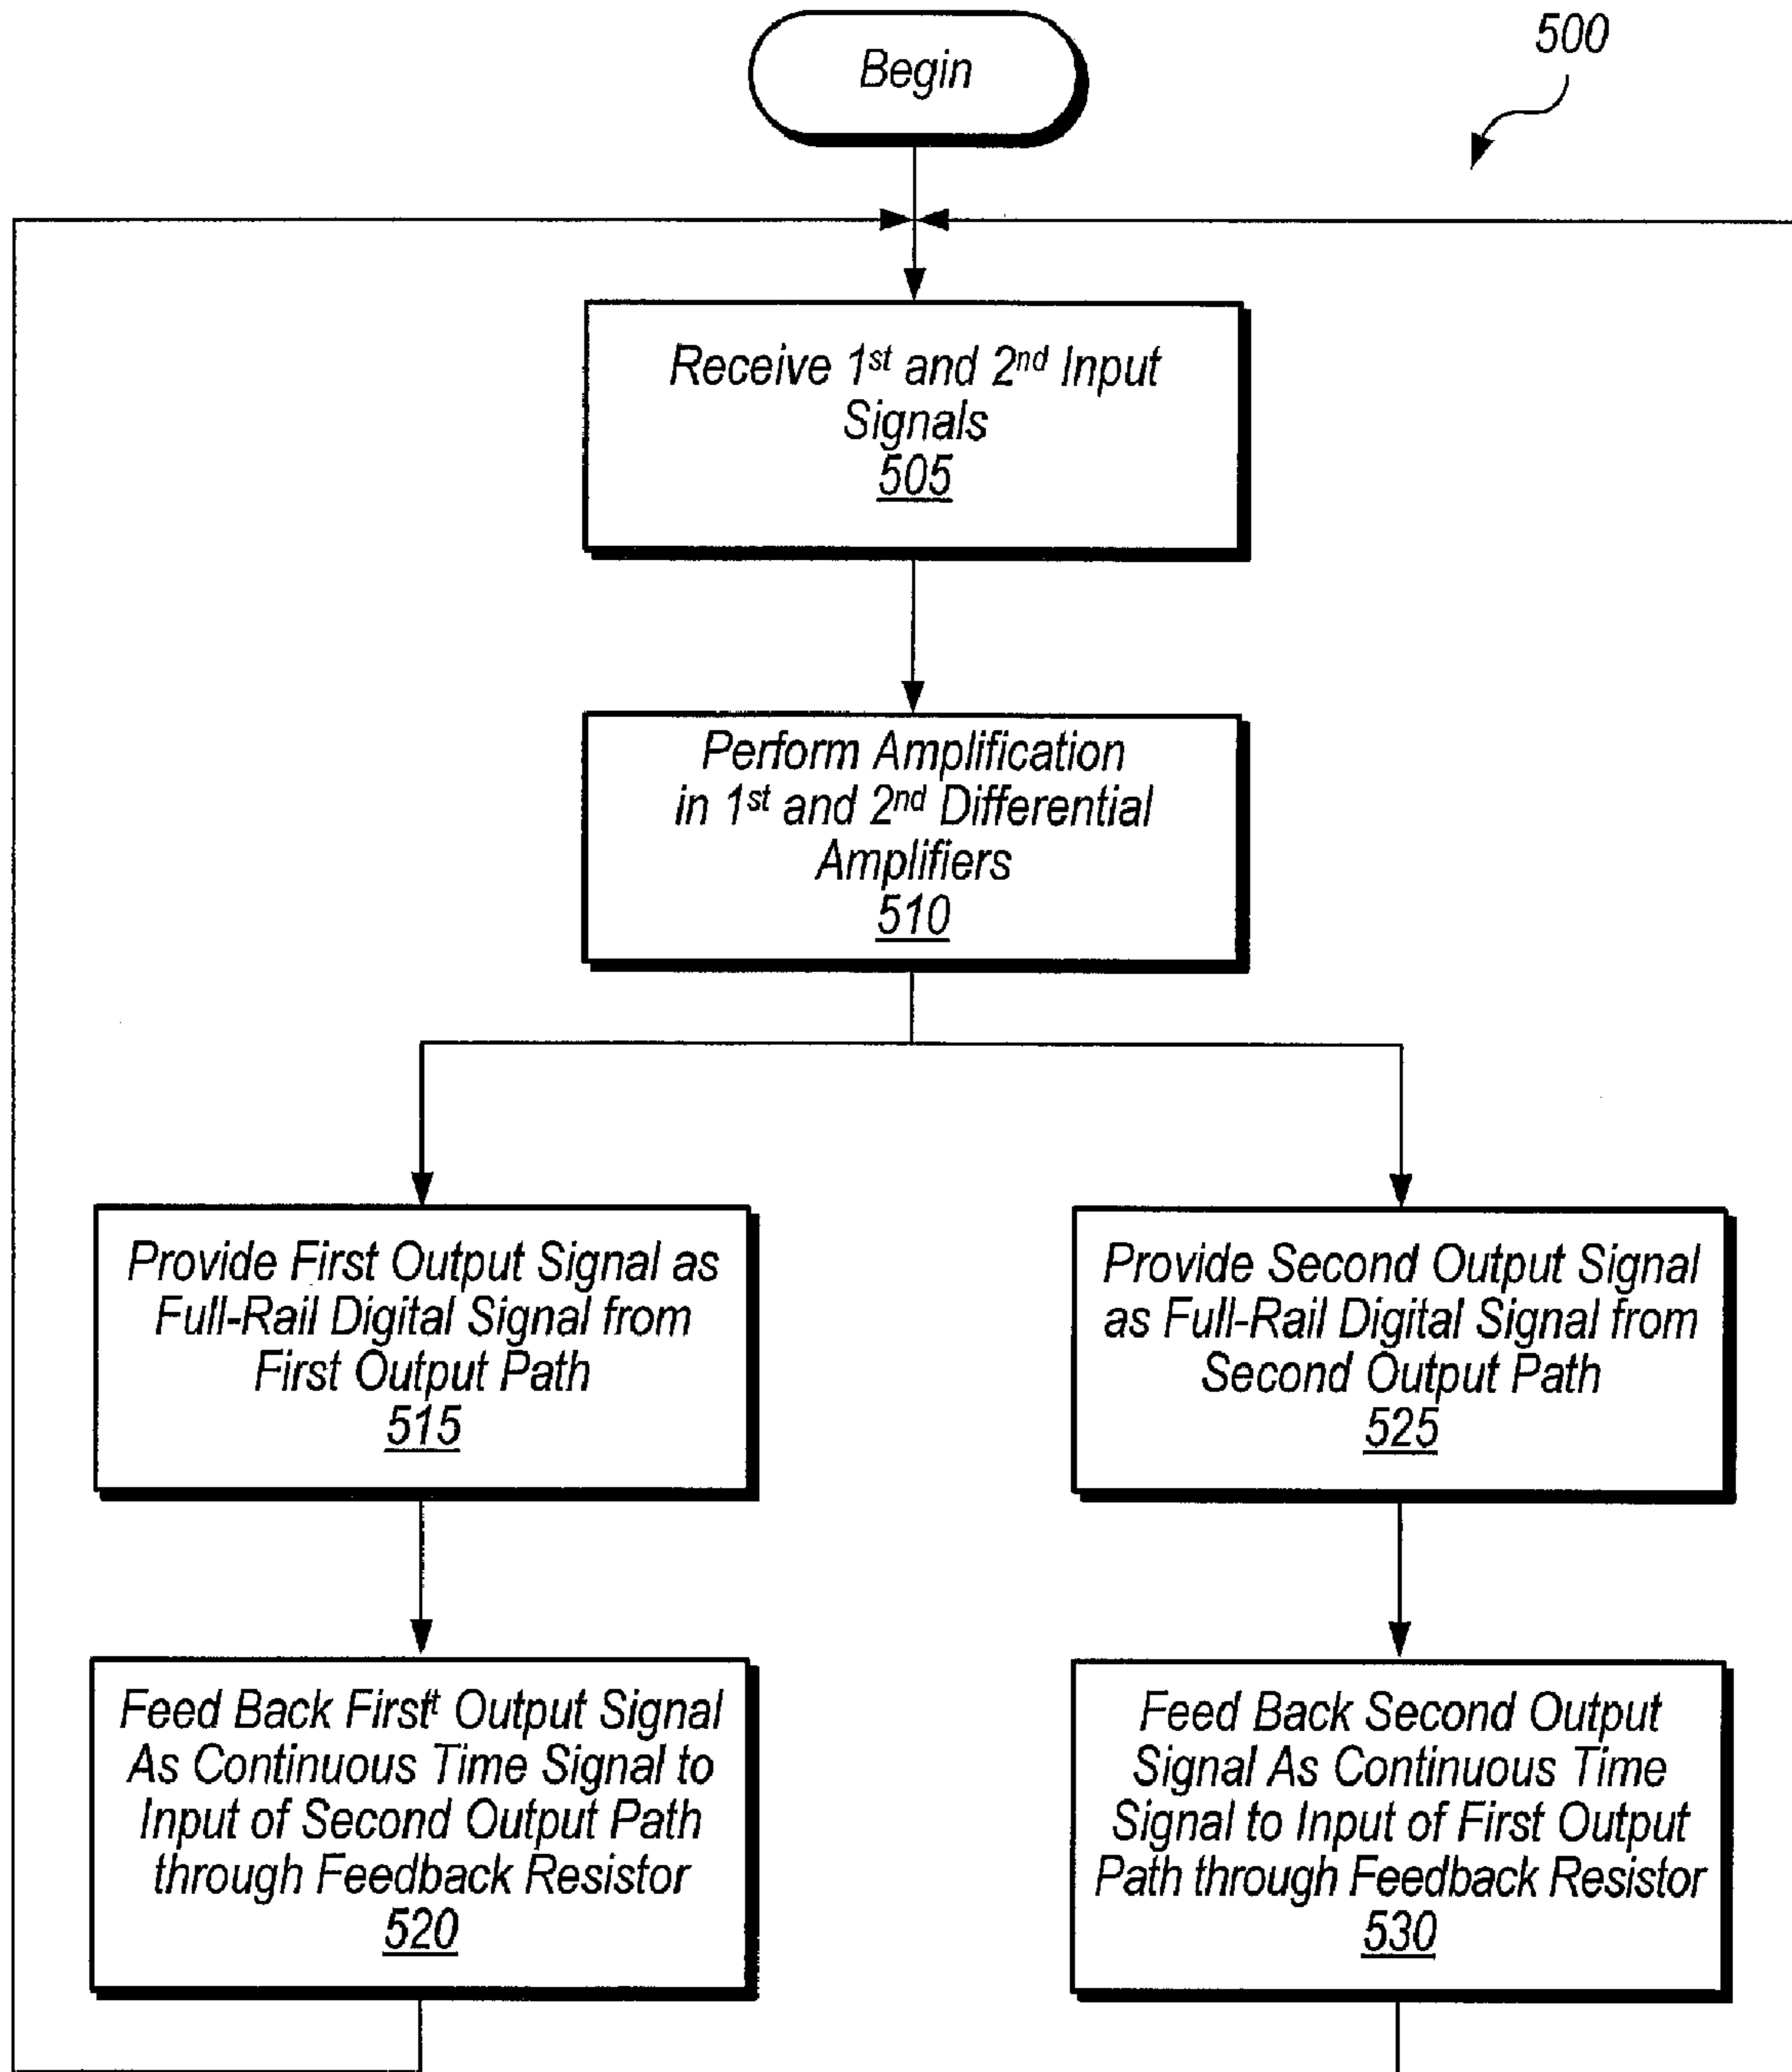 Begin
500
Receive 1st and 2nd Input
Signals
505
Perform Amplification
in 1st and 2nd Differential
Amplifiers
510
Provide First Output Signal as
Full-Rail Digital Signal from
First Output Path
515
Provide Second Output Signal
as Full-Rail Digital Signal from
Second Output Path
525
Feed Back Firstt Output Signal
As Continuous Time Signal to
Input of Second Output Path
through Feedback Resistor
520
Feed Back Second Output
Signal As Continuous Time
Signal to Input of First Output
Path through Feedback Resistor
530